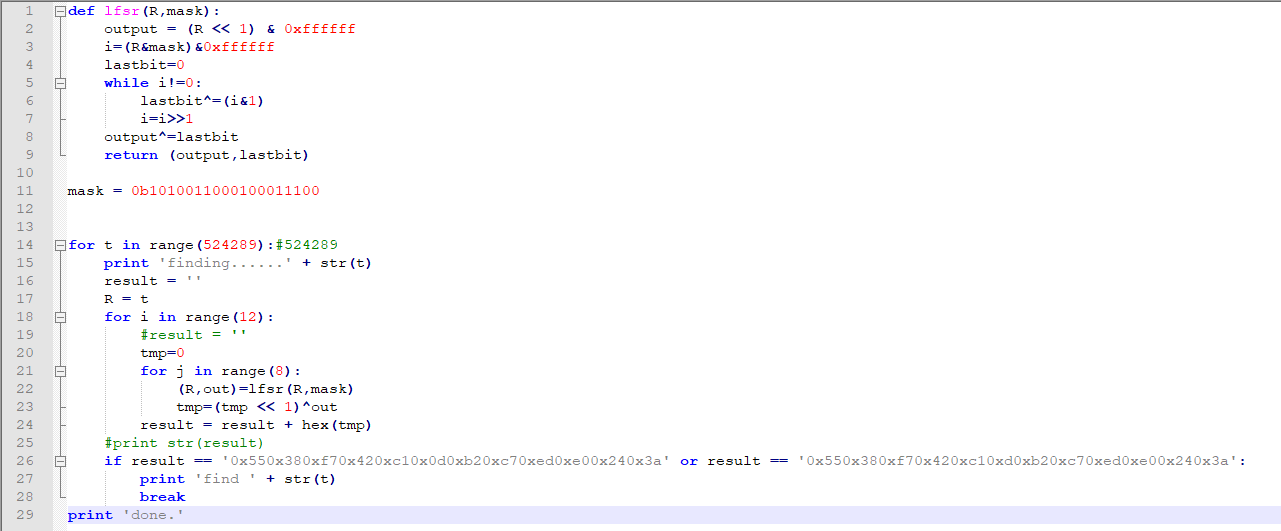 1 def lfsr(R,mask):
2     output = (R << 1) & 0xffffff
3     i=(R&mask)&0xffffff
4     lastbit=0
5     while i!=0:
6         lastbit^=(i&1)
7         i=i>>1
8     output^=lastbit
9     return (output,lastbit)
10
11 mask = 0b1010011000100011100
12
13
14 for t in range(524289):#524289
15     print 'finding......' + str(t)
16     result = ''
17     R = t
18     for i in range(12):
19         #result = ''
20         tmp=0
21         for j in range(8):
22             (R,out)=lfsr(R,mask)
23             tmp=(tmp << 1)^out
24         result = result + hex(tmp)
25     #print str(result)
26     if result == '0x550x380xf70x420xc10x0d0xb20xc70xed0xe00x240x3a' or result == '0x550x380xf70x420xc10xd0xb20xc70xed0xe00x240x3a':
27         print 'find ' + str(t)
28         break
29 print 'done.'